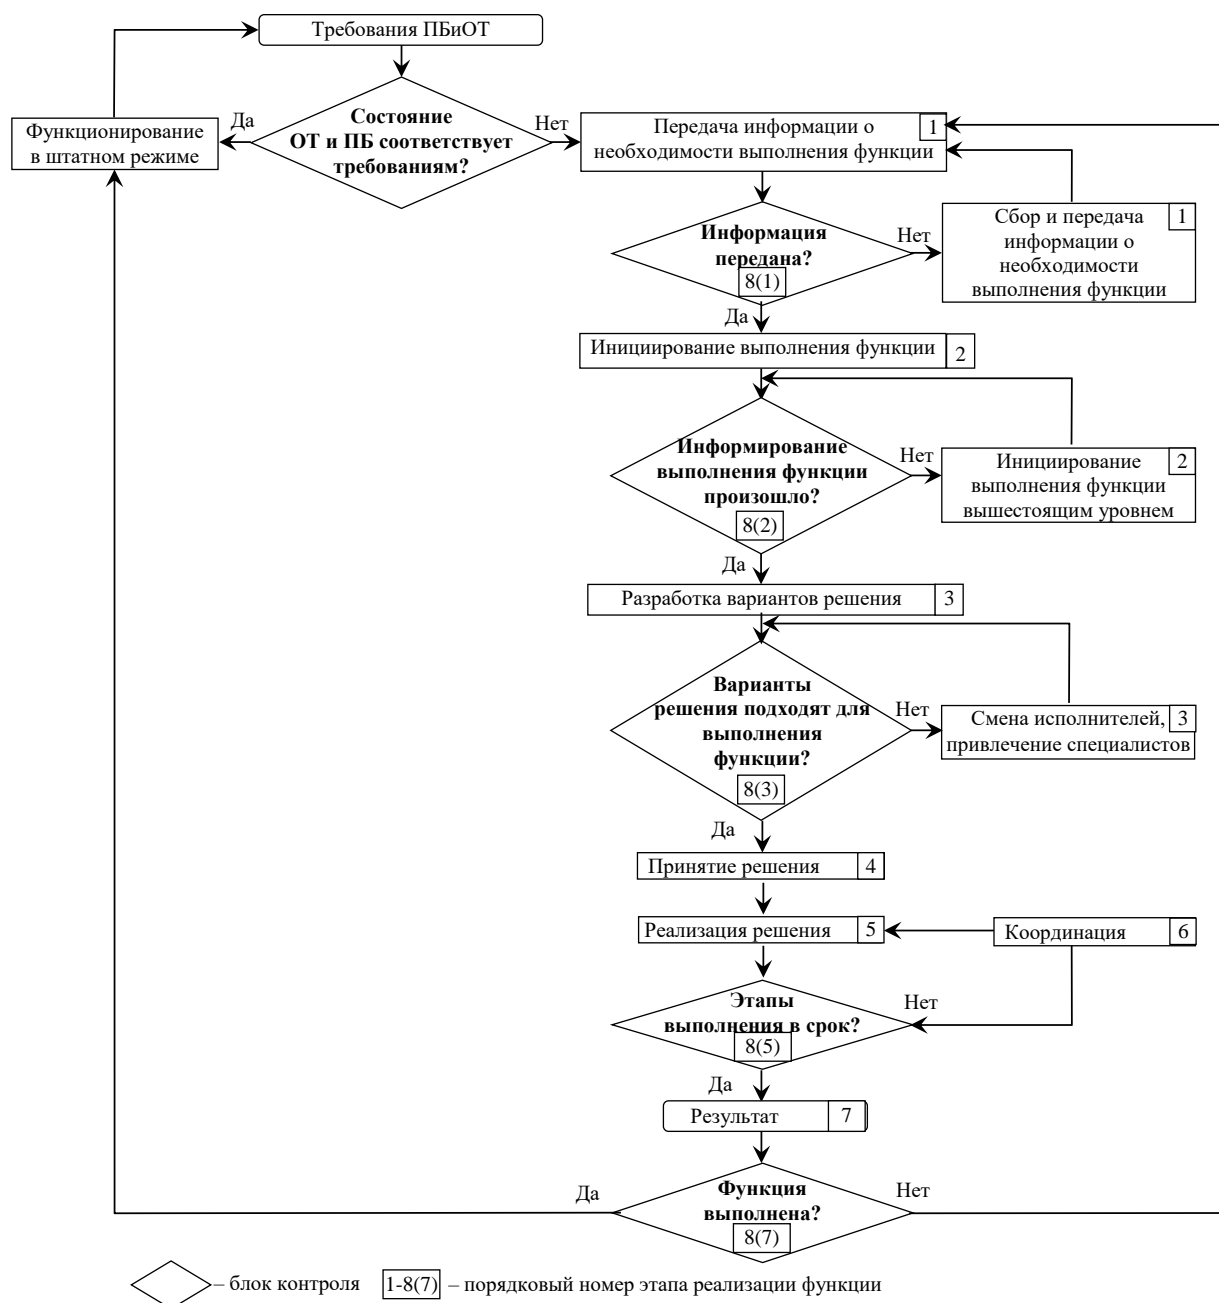 Требования ПБиОТ
Да
Состояние
ОТ и ПБ соответствует
требованиям?
Нет
Функционирование
в штатном режиме
Передача информации о
необходимости выполнения функции
1
Информация
передана?
8(1)
Нет
Сбор и передача
информации о
необходимости
выполнения функции
1
Да
Инициирование выполнения функции
2
Информирование
выполнения функции
произошло?
8(2)
Нет
Инициирование
выполнения функции
вышестоящим уровнем
2
Да
Разработка вариантов решения
3
Варианты
решения подходят для
выполнения
функции?
8(3)
Нет
Смена исполнителей,
привлечение специалистов
3
Да
Принятие решения
4
Реализация решения
5
Координация
6
Этапы
выполнения в срок?
8(5)
Нет
Да
Результат
7
Да
Функция
выполнена?
8(7)
Нет
– блок контроля
1-8(7) – порядковый номер этапа реализации функции